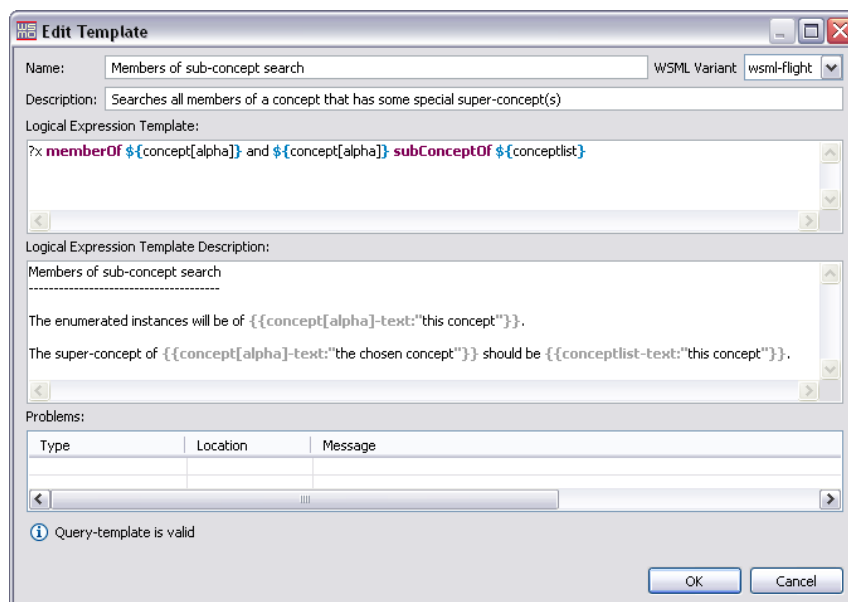 Edit Template
Name: Members of sub-concept search WSML Variant wsml-flight
Description: Searches all members of a concept that has some special super-concept(s)
Logical Expression Template:
?x memberOf ${concept[alpha]} and ${concept[alpha]} subConceptOf ${conceptlist}
Logical Expression Template Description:
Members of sub-concept search
--------------------------------------
The enumerated instances will be of {{concept[alpha]-text:"this concept"}}.
The super-concept of {{concept[alpha]-text:"the chosen concept"}} should be {{conceptlist-text:"this concept"}}.
Problems:
Type Location Message
Query-template is valid
OK Cancel